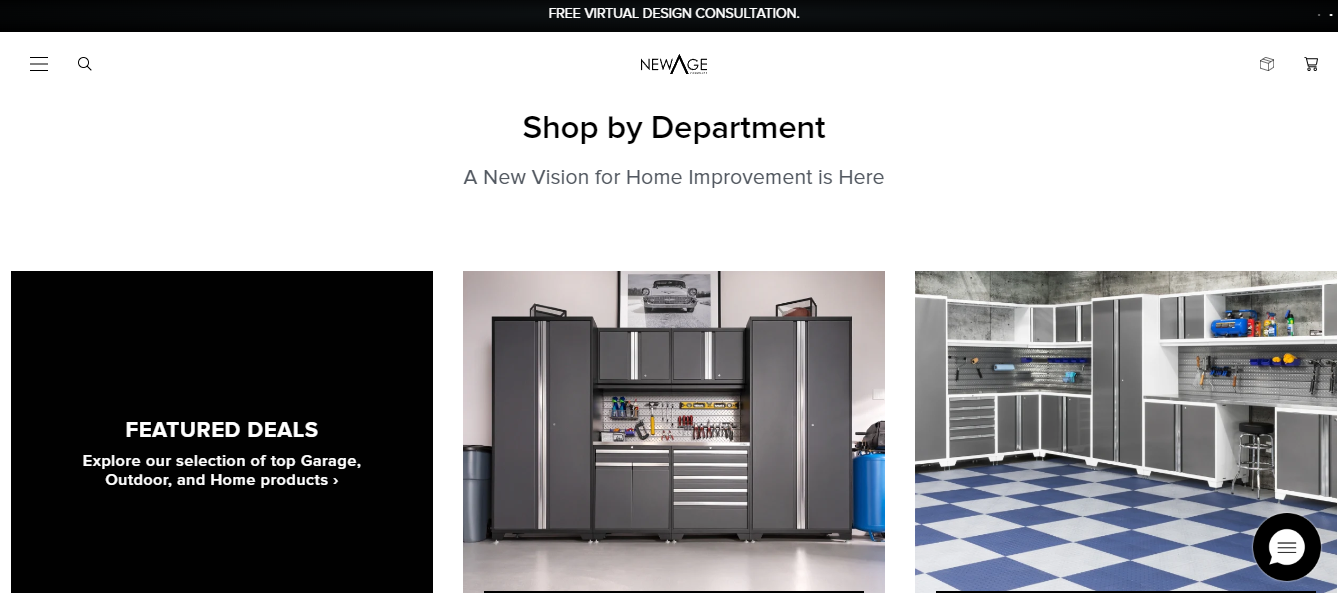 FREE VIRTUAL DESIGN CONSULTATION.
NEWAGE
Shop by Department
A New Vision for Home Improvement is Here
FEATURED DEALS
Explore our selection of top Garage,
Outdoor, and Home products ›